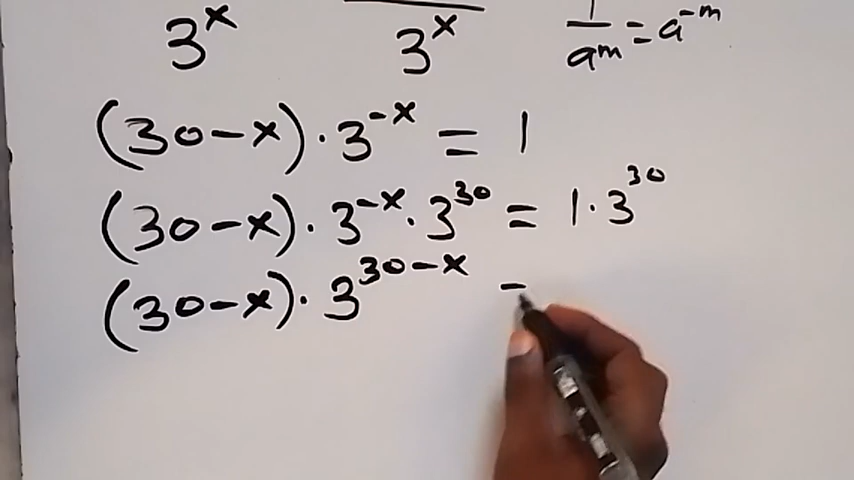 3^x 3^x 1/a^m = a^-m
(30-x)·3^-x = 1
(30-x)·3^-x·3^30 = 1·3^30
(30-x)·3^30-x -